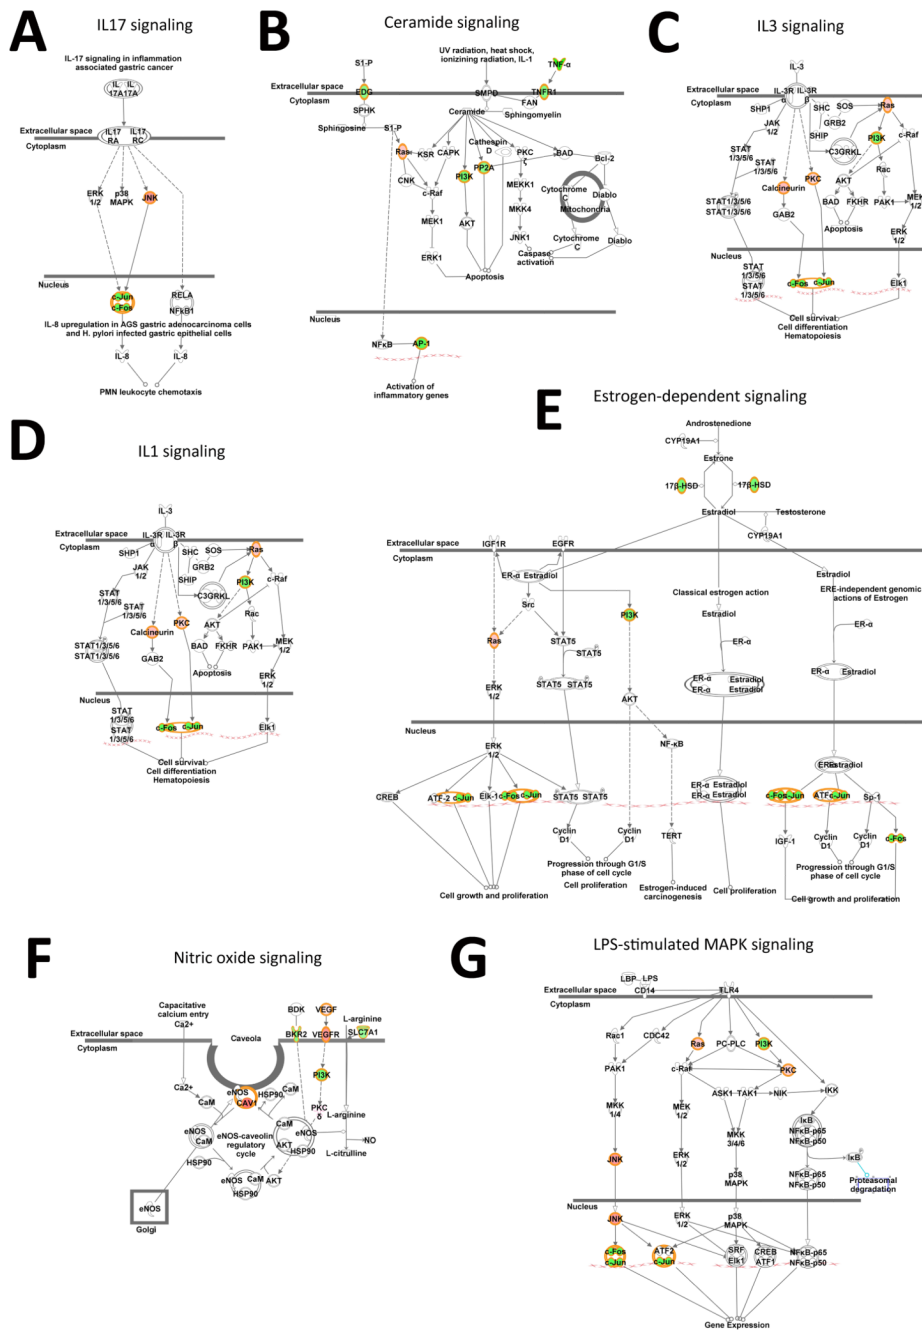 A
IL17 signaling
IL-17 signaling in inflammation
associated gastric cancer
IL IL
17A17A
IL17 IL17
RA RC
Extracellular space
Cytoplasm
ERK
1/2
p38
MAPK
JNK
Nucleus
c-Jun
c-Fos
RELA
NFκB1
IL-8 upregulation in AGS gastric adenocarcinoma cells
and H. pylori infected gastric epithelial cells
IL-8
IL-8
PMN leukocyte chemotaxis
B
Ceramide signaling
UV radiation, heat shock,
ionizining radiation, IL-1
S1-P
TNF-α
Extracellular space
Cytoplasm
EDG
SMPD
TNFR1
SPHK
FAN
Ceramide
Sphingomyelin
Sphingosine
S1-P
Ras
KSR
CAPK
Cathespin
D
PKC
ζ
BAD
Bcl-2
CNK
c-Raf
PI3K
PP2A
MEKK1
Cytochrome
C
Diablo
Mitochondria
MEK1
AKT
MKK4
ERK1
JNK1
Cytochrome
C
Diablo
Caspase
activation
Apoptosis
Nucleus
NFκB
AP-1
Activation of
inflammatory genes
C
IL3 signaling
IL-3
Extracellular space
Cytoplasm
IL-3R IL-3R
α β
SHP1
JAK
1/2
SHC
SOS
GRB2
SHIP
Ras
C3GRKL
PI3K
c-Raf
STAT
1/3/5/6
STAT
1/3/5/6
Calcineurin
PKC
AKT
Rac
STAT1/3/5/6
STAT1/3/5/6
GAB2
BAD
FKHR
PAK1
MEK
1/2
Apoptosis
ERK
1/2
Nucleus
STAT
1/3/5/6
STAT
1/3/5/6
c-Fos
c-Jun
Elk1
Cell survival
Cell differentiation
Hematopoiesis
D
IL1 signaling
IL-3
Extracellular space
Cytoplasm
IL-3R IL-3R
α β
SHP1
JAK
1/2
SHC
SOS
GRB2
SHIP
Ras
C3GRKL
PI3K
c-Raf
STAT
1/3/5/6
STAT
1/3/5/6
Calcineurin
PKC
AKT
Rac
STAT1/3/5/6
STAT1/3/5/6
GAB2
BAD
FKHR
PAK1
MEK
1/2
Apoptosis
ERK
1/2
Nucleus
STAT
1/3/5/6
STAT
1/3/5/6
c-Fos
c-Jun
Elk1
Cell survival
Cell differentiation
Hematopoiesis
E
Estrogen-dependent signaling
Androstenedione
CYP19A1
Estrone
17β-HSD
17β-HSD
Estradiol
Testosterone
CYP19A1
Extracellular space
Cytoplasm
IGF1R
EGFR
ER-α Estradiol
Src
Ras
STAT5
STAT5
STAT5 STAT5
ERK
1/2
PI3K
AKT
Classical estrogen action
Estradiol
ER-α
ER-α Estradiol
ER-α Estradiol
Estradiol
ERE-independent genomic
actions of Estrogen
ER-α
ER-α Estradiol
Nucleus
ERK
1/2
NF-κB
CREB
ATF-2 c-Jun
Elk-1
c-Fos c-Jun
STAT5 STAT5
ER-α Estradiol
ER-α Estradiol
Estradiol
c-Fos-Jun
ATF c-Jun
Sp-1
Cyclin
D1
Cyclin
D1
TERT
IGF-1
Cyclin
D1
Cyclin
D1
c-Fos
Progression through G1/S
phase of cell cycle
Cell proliferation
Progression through G1/S
phase of cell cycle
Cell growth and proliferation
Estrogen-induced
carcinogenesis
Cell proliferation
Cell growth and proliferation
F
Nitric oxide signaling
Capacitative
calcium entry
Ca2+
BDK
VEGF
L-arginine
Extracellular space
Cytoplasm
Caveola
BKR2
VEGFR
SLC7A1
Ca2+
CaM
eNOS
CAV1
HSP90
CaM
PI3K
PKC
δ
L-arginine
eNOS
CaM
eNOS-caveolin
regulatory
cycle
CaM
eNOS
AKT
HSP90
NO
L-citrulline
HSP90
eNOS
CaM
HSP90
AKT
eNOS
Golgi
G
LPS-stimulated MAPK signaling
LBP
LPS
CD14
TLR4
Extracellular space
Cytoplasm
Rac1
CDC42
Ras
PC-PLC
PI3K
PAK1
c-Raf
PKC
ASK1
TAK1
NIK
IKK
MKK
1/4
MEK
1/2
MKK
3/4/6
IκB
NFκB-p65
NFκB-p50
IκB
JNK
ERK
1/2
p38
MAPK
NFκB-p65
NFκB-p50
Proteasomal
degradation
Nucleus
JNK
ERK
1/2
p38
MAPK
c-Fos
c-Jun
ATF2
c-Jun
SRF
Elk1
CREB
ATF1
NFκB-p65
NFκB-p50
Gene Expression